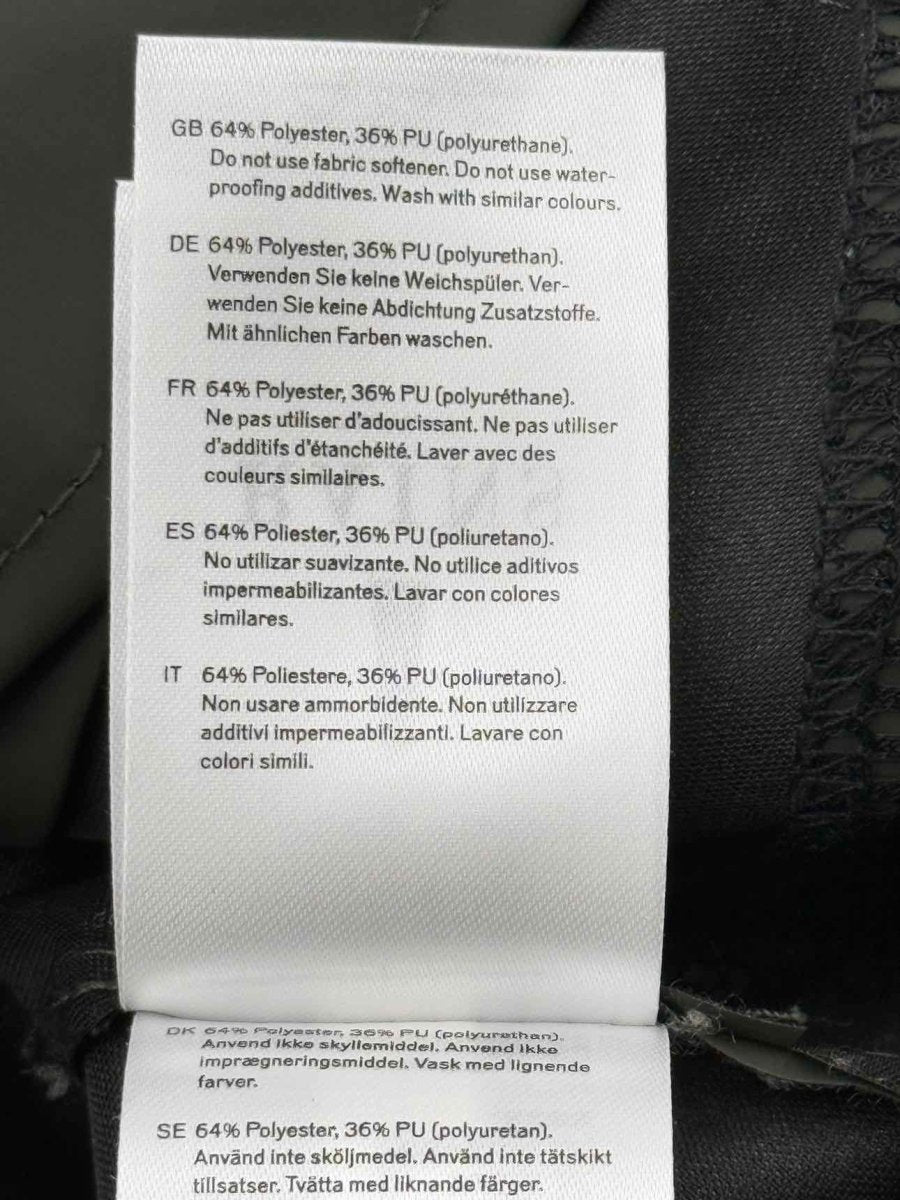 GB 64% Polyester, 36% PU (polyurethane).
Do not use fabric softener. Do not use water-
proofing additives. Wash with similar colours.
DE 64% Polyester, 36% PU (polyurethan).
Verwenden Sie keine Weichspüler. Ver-
wenden Sie keine Abdichtung Zusatzstoffe.
Mit ähnlichen Farben waschen.
FR 64% Polyester, 36% PU (polyuréthane).
Ne pas utiliser d'adoucissant. Ne pas utiliser
d'additifs d'étanchéité. Laver avec des
couleurs similaires.
ES 64% Poliester, 36% PU (poliuretano).
No utilizar suavizante. No utilice aditivos
impermeabilizantes. Lavar con colores
similares.
IT 64% Poliestere, 36% PU (poliuretano).
Non usare ammorbidente. Non utilizzare
additivi impermeabilizzanti. Lavare con
colori simili.
DK 64% Polyester, 36% PU (polyurethan).
Anvend ikke skyllemiddel. Anvend ikke
imprægneringsmiddel. Vask med lignende
farver.
SE 64% Polyester, 36% PU (polyuretan).
Använd inte sköljmedel. Använd inte tätskikt
tillsatser. Tvätta med liknande färger.